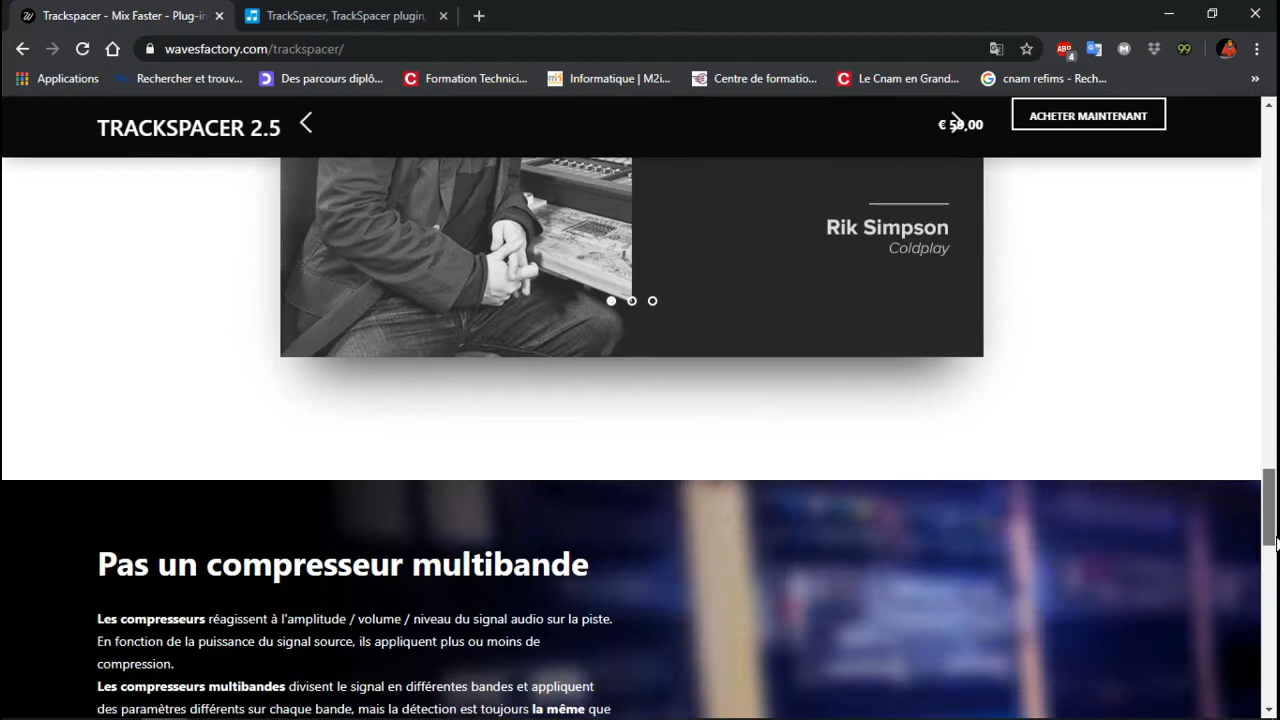 Trackspacer - Mix Faster - Plug-in
TrackSpacer, TrackSpacer plugin,
wavesfactory.com/trackspacer/
ABP
4
M
99
Applications
Rechercher et trouv...
Des parcours diplô...
Formation Technici...
Informatique | M2i...
Centre de formatio...
Le Cnam en Grand...
cnam refims - Rech...
»
TRACKSPACER 2.5
€ 59,00
ACHETER MAINTENANT
Rik Simpson
Coldplay
Pas un compresseur multibande
Les compresseurs réagissent à l'amplitude / volume / niveau du signal audio sur la piste.
En fonction de la puissance du signal source, ils appliquent plus ou moins de
compression.
Les compresseurs multibandes divisent le signal en différentes bandes et appliquent
des paramètres différents sur chaque bande, mais la détection est toujours la même que